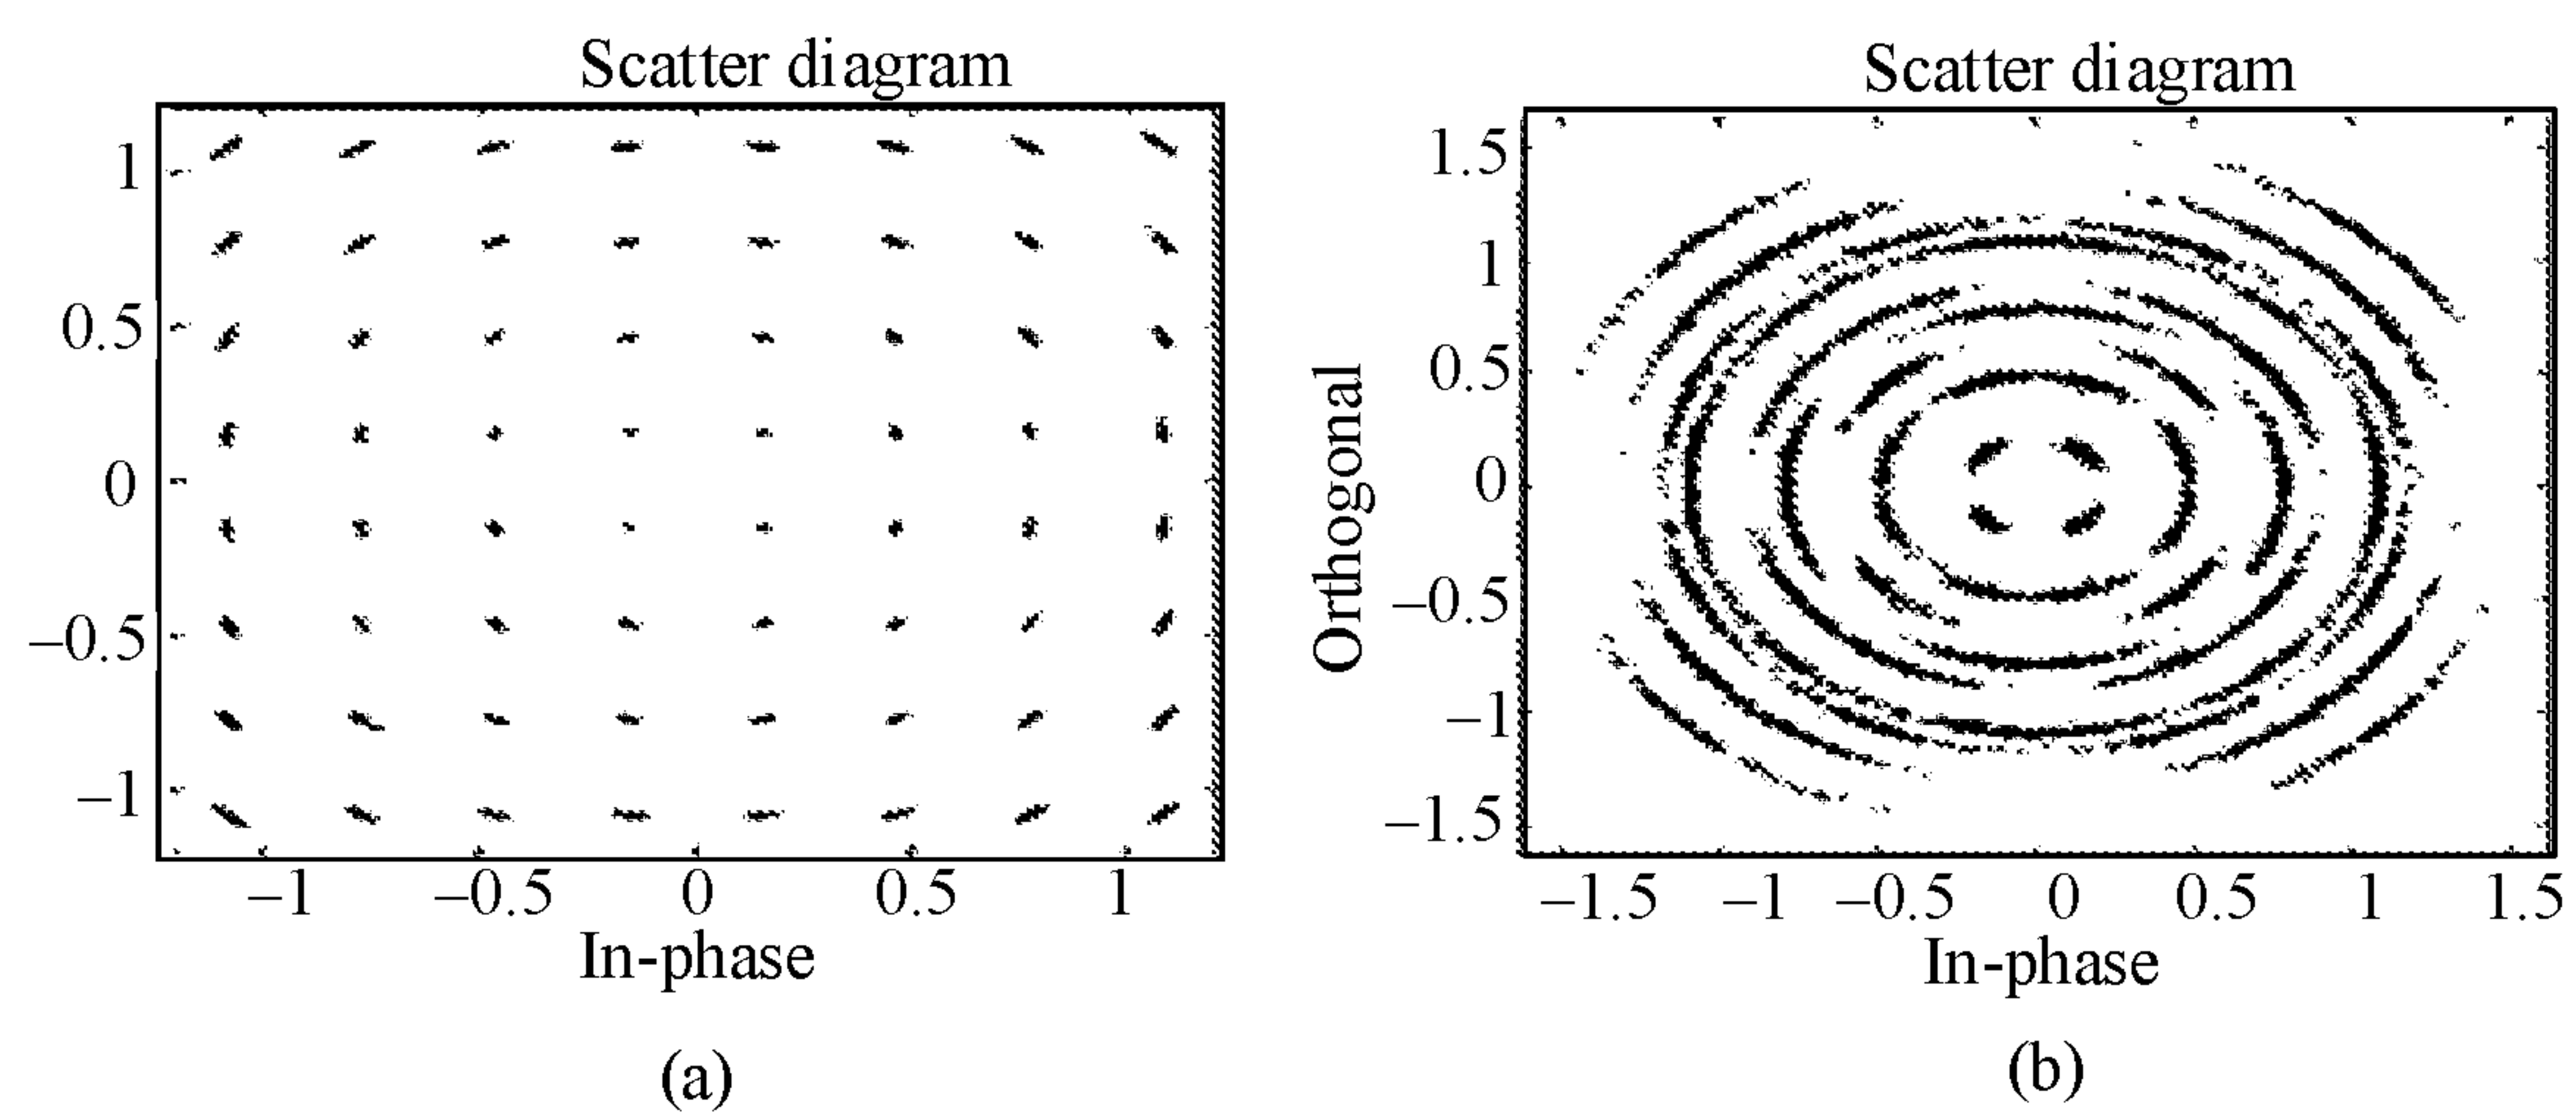 Scatter diagram
1
0.5
0
–0.5
–1
–1 –0.5 0 0.5 1
In-phase
(a)
Scatter diagram
Orthogonal
1.5
1
0.5
0
–0.5
–1
–1.5
–1.5 –1 –0.5 0 0.5 1 1.5
In-phase
(b)